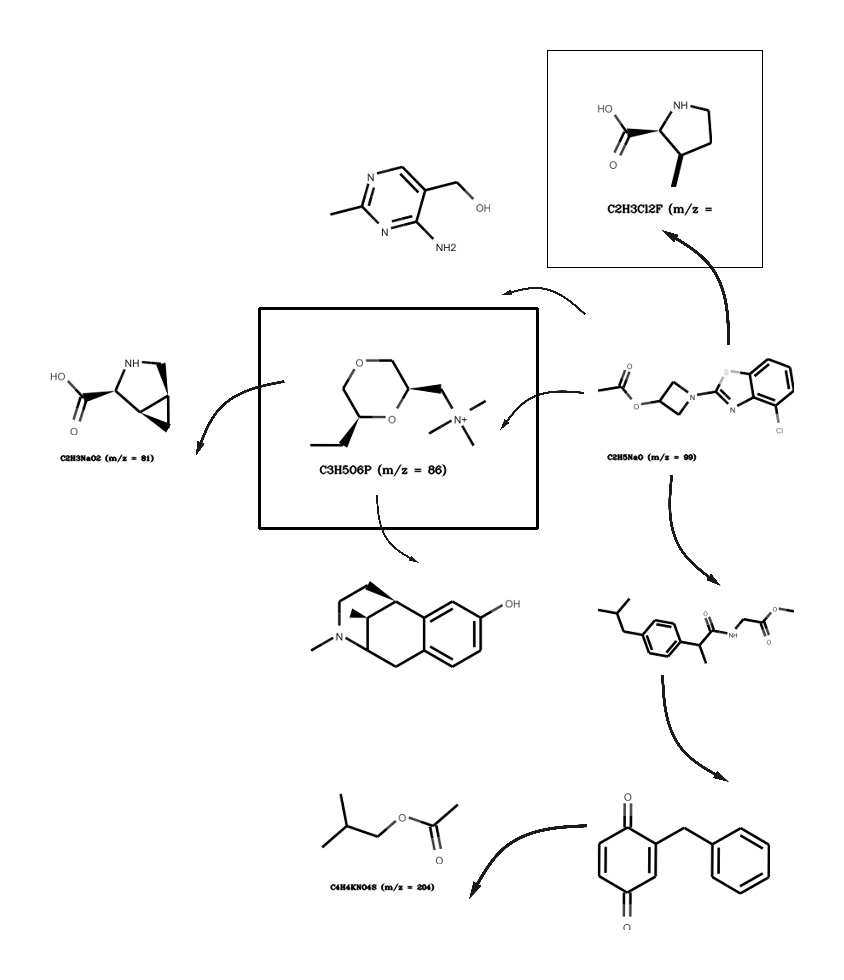 HO
NH
O
C2H3Cl2F (m/z =
N
OH
N
NH2
HO
NH
O
C2H3NaO2 (m/z = 81)
O
O
N+
C3H5O6P (m/z = 86)
O
O
N
S
N
Cl
C2H5NaO (m/z = 99)
N
OH
O
NH
O
O
O
O
C4H4KNO4S (m/z = 204)
O
O